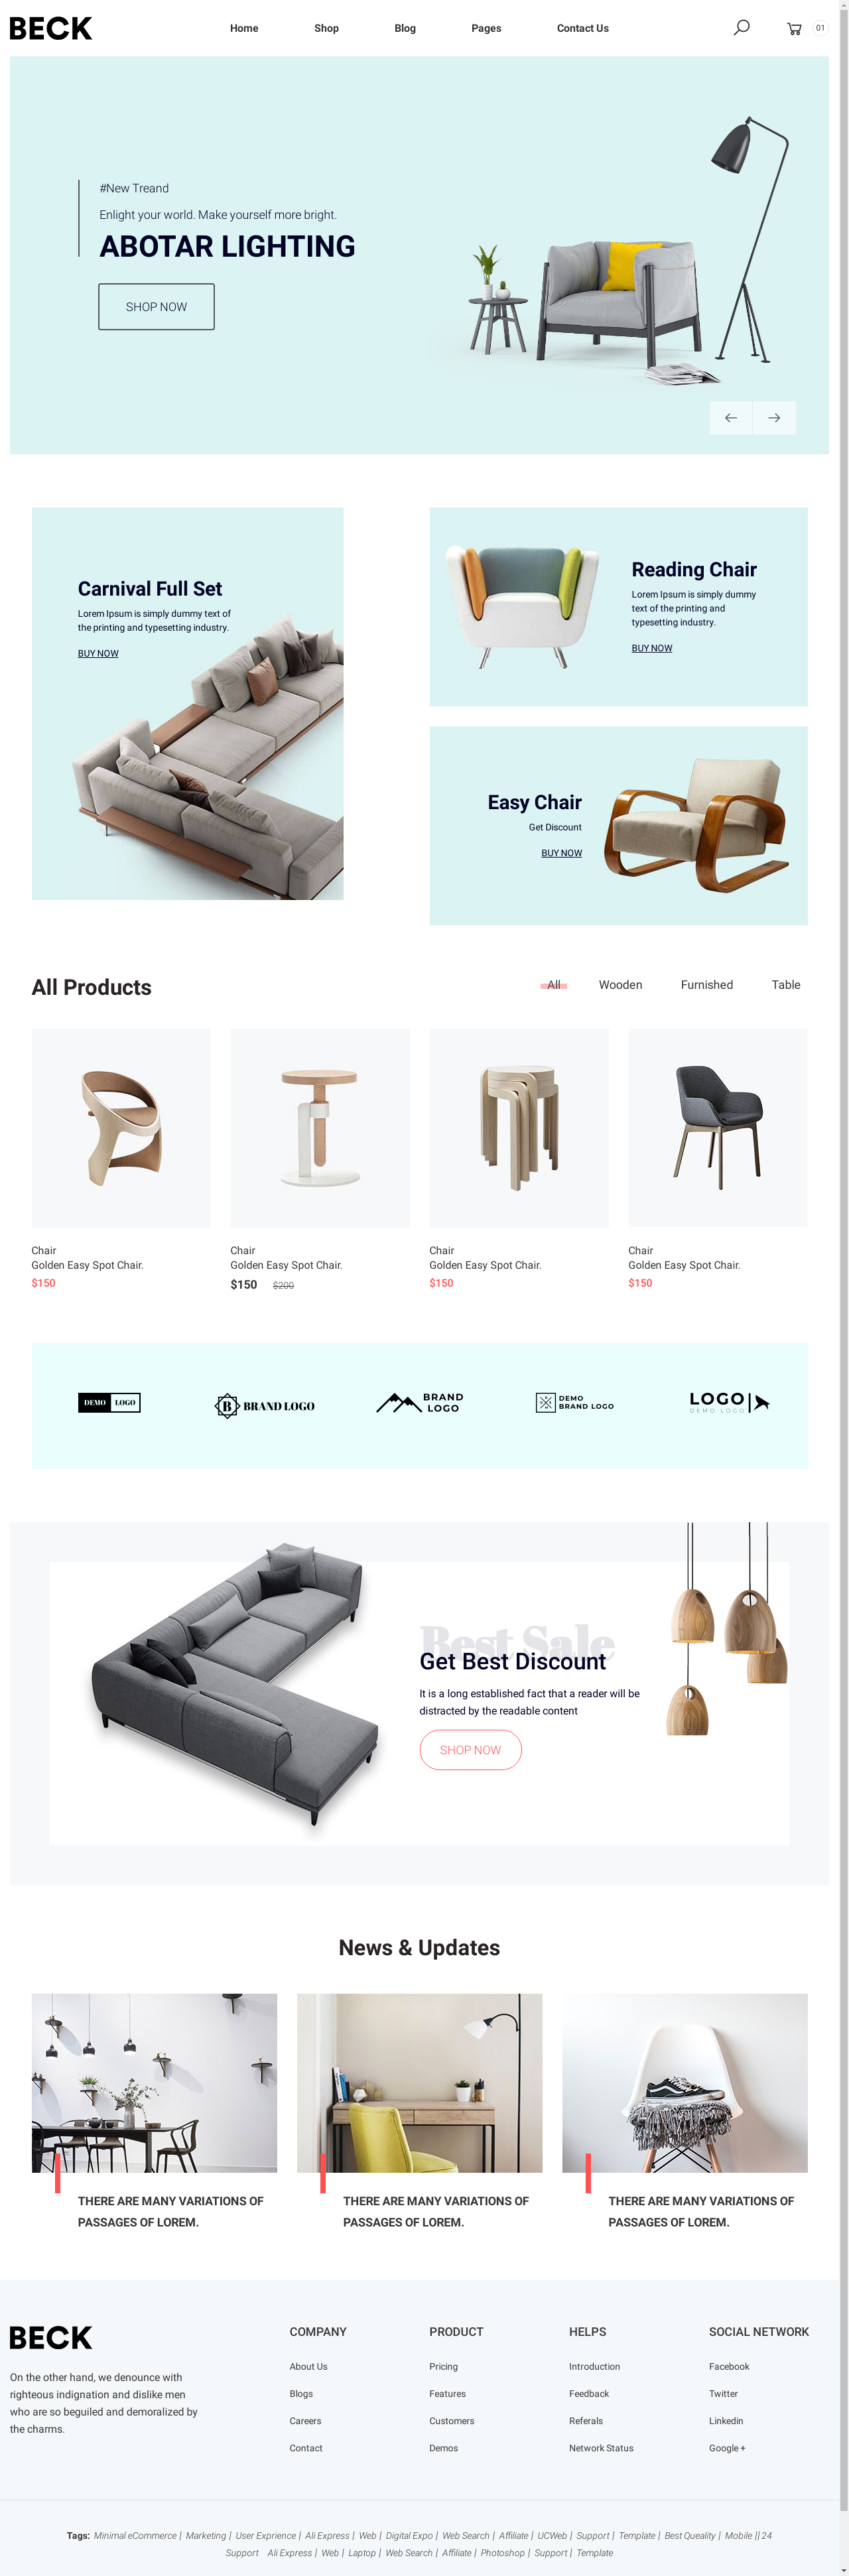 BECK
Home
Shop
Blog
Pages
Contact Us
01
#New Treand
Enlight your world. Make yourself more bright.
ABOTAR LIGHTING
SHOP NOW
Carnival Full Set
Lorem Ipsum is simply dummy text of
the printing and typesetting industry.
BUY NOW
Reading Chair
Lorem Ipsum is simply dummy
text of the printing and
typesetting industry.
BUY NOW
Easy Chair
Get Discount
BUY NOW
All Products
All
Wooden
Furnished
Table
Chair
Golden Easy Spot Chair.
$150
Chair
Golden Easy Spot Chair.
$150 $200
Chair
Golden Easy Spot Chair.
$150
Chair
Golden Easy Spot Chair.
$150
DEMO LOGO
B BRAND LOGO
BRAND
LOGO
DEMO
BRAND LOGO
LOGO
DEMO LOGO
Best Sale
Get Best Discount
It is a long established fact that a reader will be
distracted by the readable content
SHOP NOW
News & Updates
THERE ARE MANY VARIATIONS OF
PASSAGES OF LOREM.
THERE ARE MANY VARIATIONS OF
PASSAGES OF LOREM.
THERE ARE MANY VARIATIONS OF
PASSAGES OF LOREM.
BECK
On the other hand, we denounce with
righteous indignation and dislike men
who are so beguiled and demoralized by
the charms.
COMPANY
About Us
Blogs
Careers
Contact
PRODUCT
Pricing
Features
Customers
Demos
HELPS
Introduction
Feedback
Referals
Network Status
SOCIAL NETWORK
Facebook
Twitter
Linkedin
Google +
Tags: Minimal eCommerce | Marketing | User Exprience | Ali Express | Web | Digital Expo | Web Search | Affiliate | UCWeb | Support | Template | Best Queality | Mobile || 24
Support Ali Express | Web | Laptop | Web Search | Affiliate | Photoshop | Support | Template